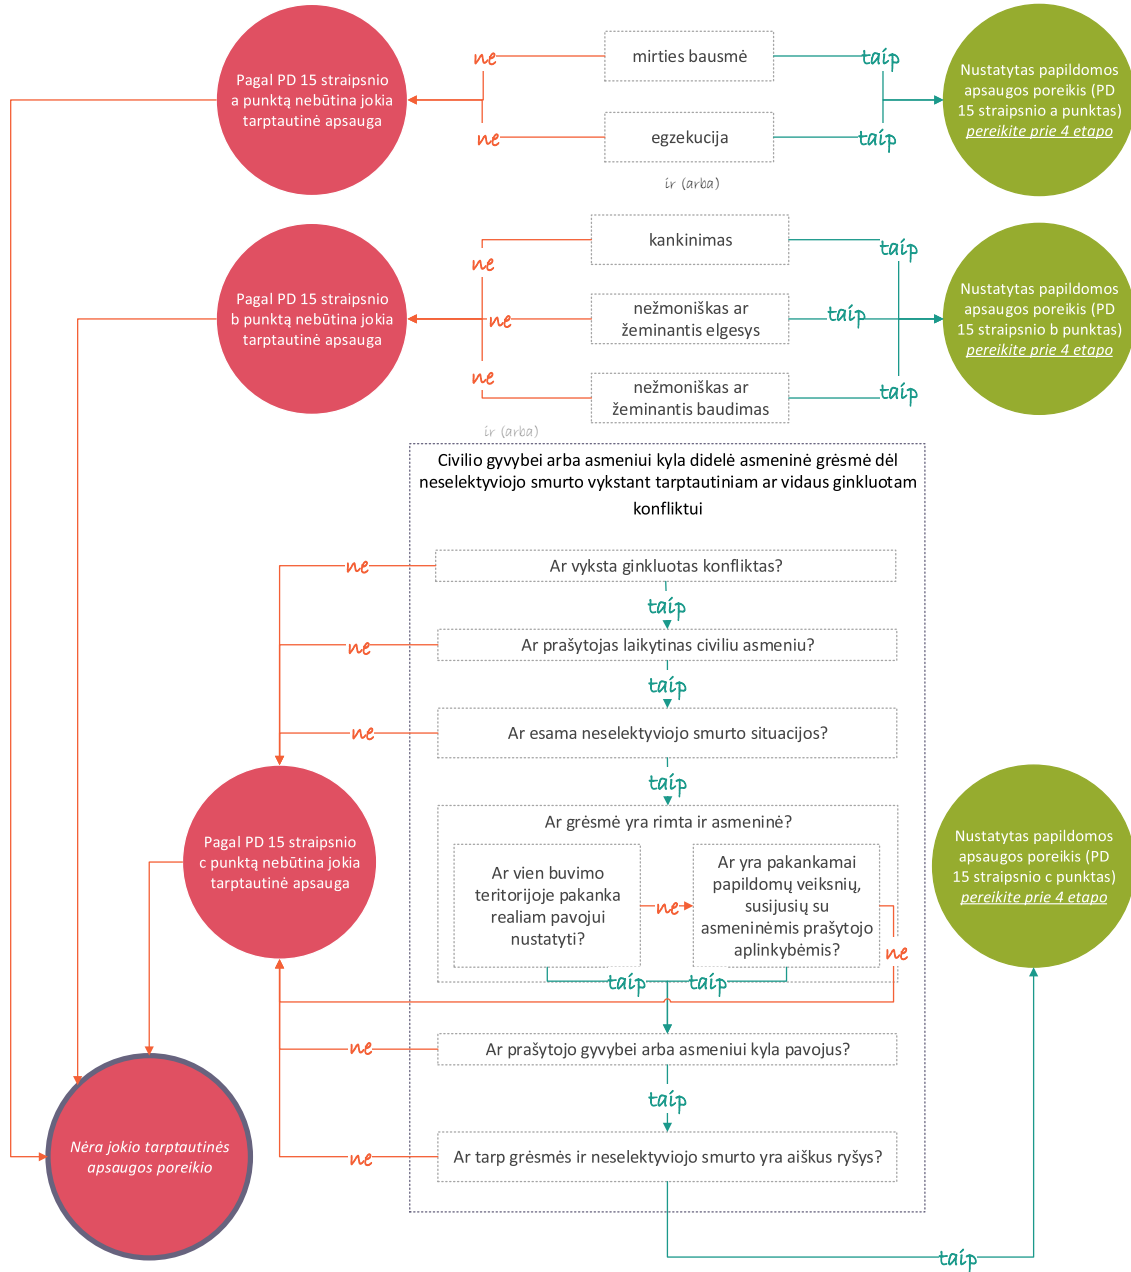 Pagal PD 15 straipsnio
a punktą nebūtina jokia
tarptautinė apsauga
ne
mirties bausmė
taip
ne
egzekucija
taip
Nustatytas papildomos
apsaugos poreikis (PD
15 straipsnio a punktas)
pereikite prie 4 etapo
ir (arba)
Pagal PD 15 straipsnio
b punktą nebūtina jokia
tarptautinė apsauga
ne
kankinimas
taip
ne
nežmoniškas ar
žeminantis elgesys
taip
ne
nežmoniškas ar
žeminantis baudimas
taip
Nustatytas papildomos
apsaugos poreikis (PD
15 straipsnio b punktas)
pereikite prie 4 etapo
ir (arba)
Civilio gyvybei arba asmeniui kyla didelė asmeninė grėsmė dėl
neselektyviojo smurto vykstant tarptautiniam ar vidaus ginkluotam
konfliktui
ne
Ar vyksta ginkluotas konfliktas?
taip
ne
Ar prašytojas laikytinas civiliu asmeniu?
taip
ne
Ar esama neselektyviojo smurto situacijos?
taip
Pagal PD 15 straipsnio
c punktą nebūtina jokia
tarptautinė apsauga
Ar grėsmė yra rimta ir asmeninė?
Ar vien buvimo
teritorijoje pakanka
realiam pavojui
nustatyti?
ne
Ar yra pakankamai
papildomų veiksnių,
susijusių su
asmeninėmis prašytojo
aplinkybėmis?
ne
taip
taip
Nustatytas papildomos
apsaugos poreikis (PD
15 straipsnio c punktas)
pereikite prie 4 etapo
ne
Ar prašytojo gyvybei arba asmeniui kyla pavojus?
taip
ne
Ar tarp grėsmės ir neselektyviojo smurto yra aiškus ryšys?
taip
Nėra jokio tarptautinės
apsaugos poreikio